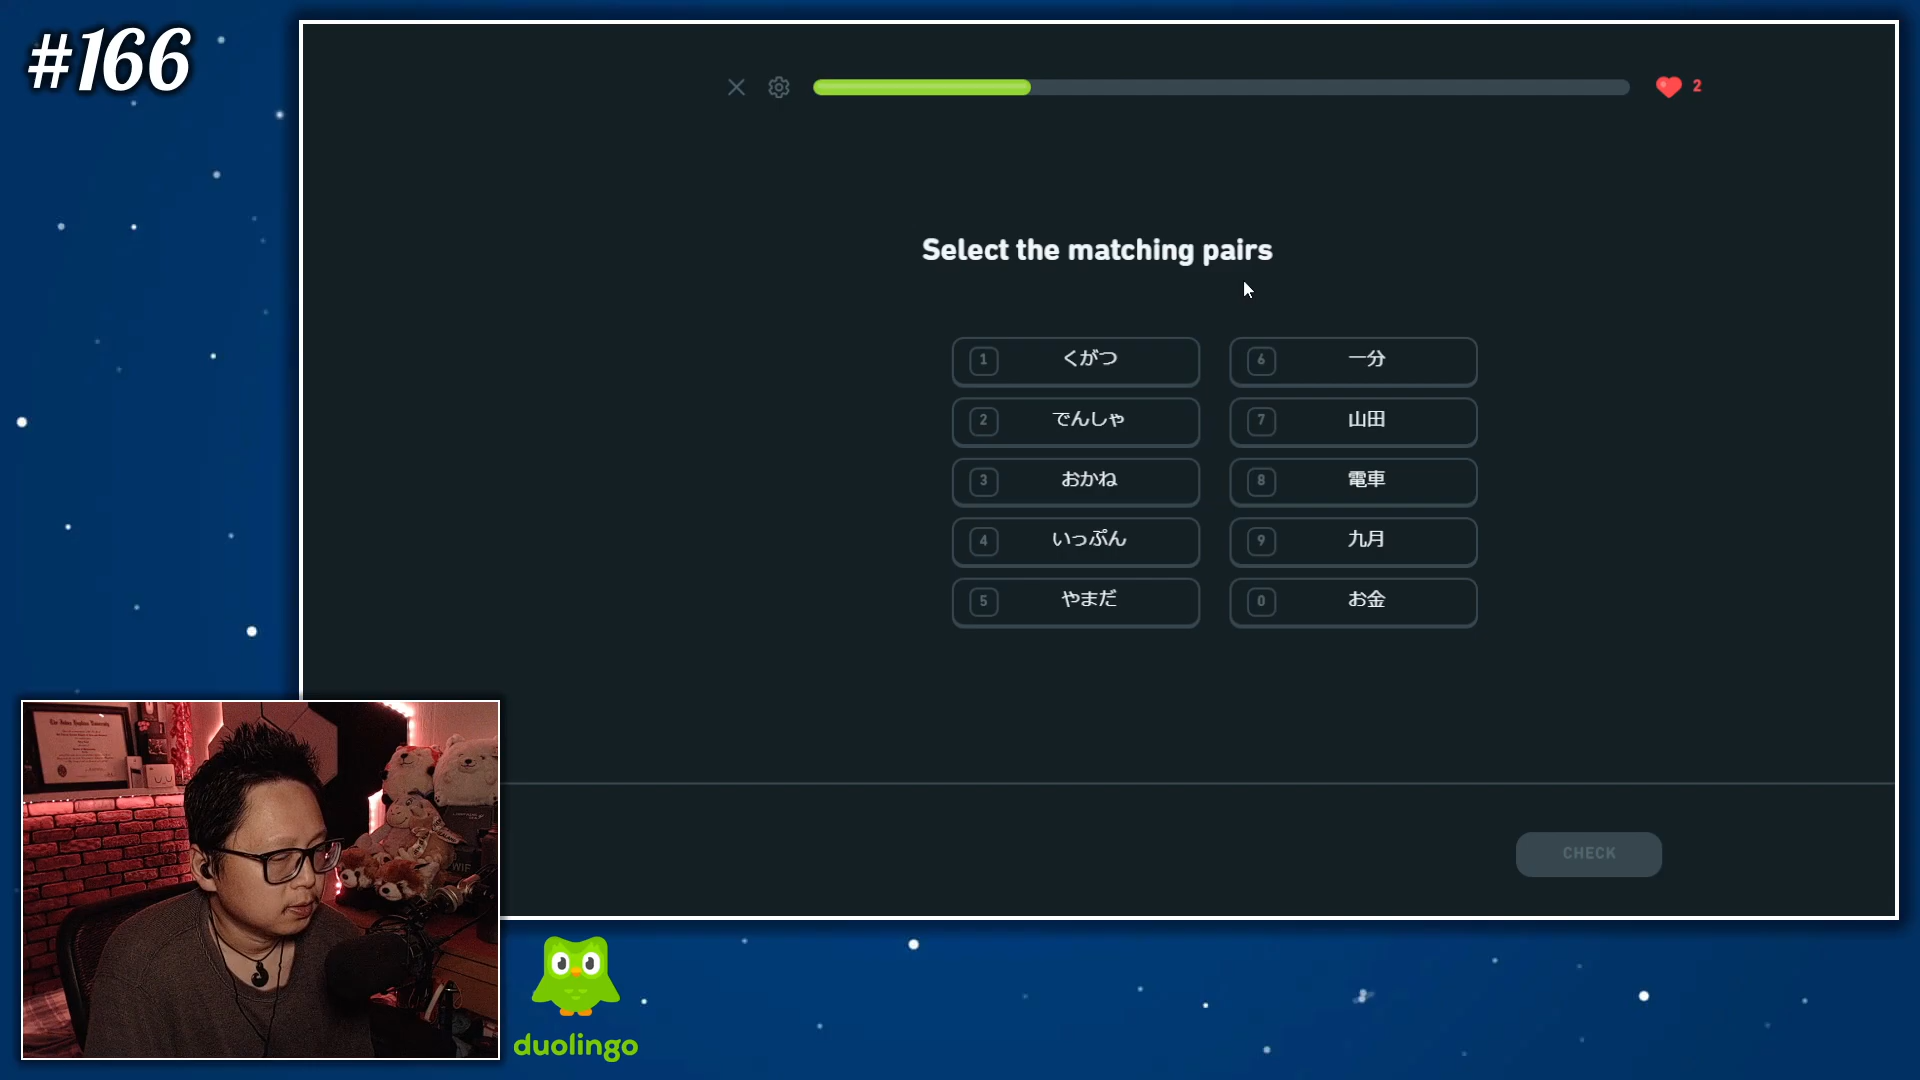 #166
2
Select the matching pairs
1 くがつ
6 一分
2 でんしゃ
7 山田
3 おかね
8 電車
4 いっぷん
9 九月
5 やまだ
0 お金
CHECK
duolingo